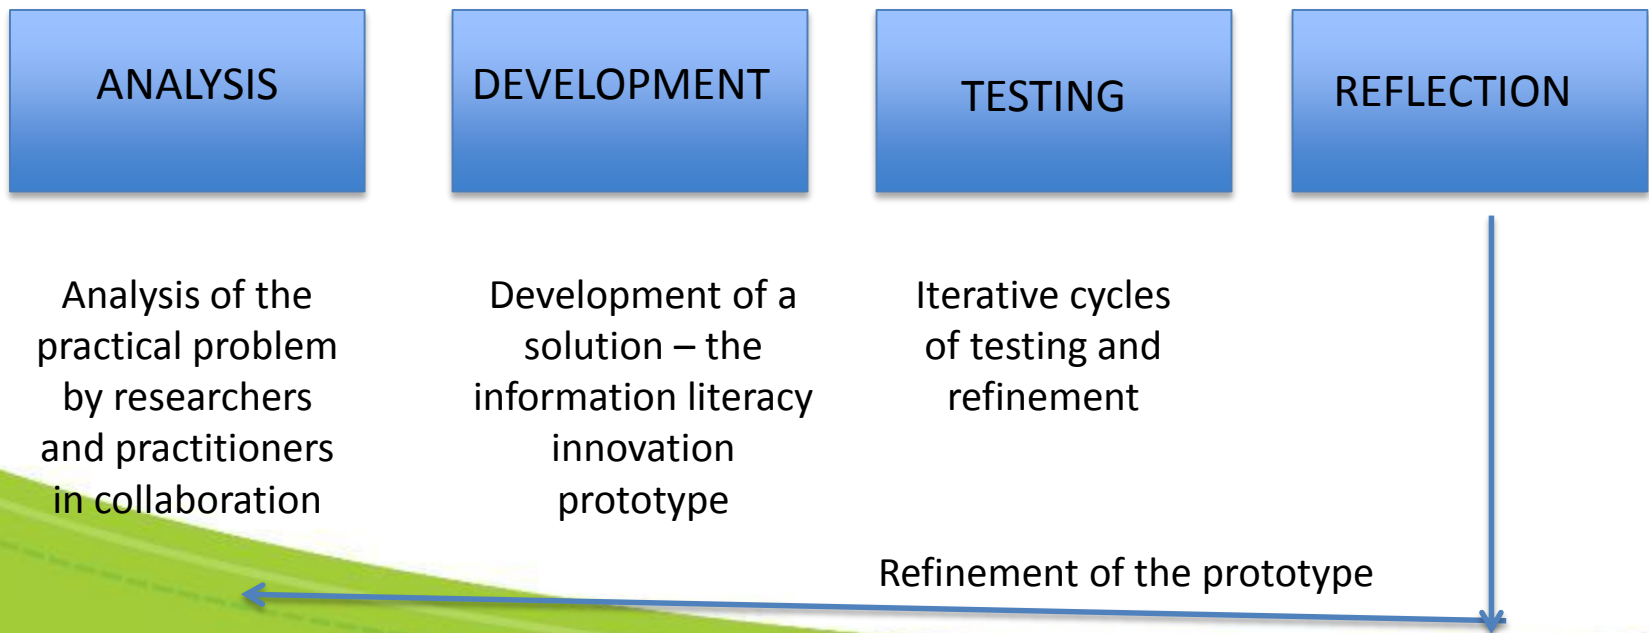 ANALYSIS
DEVELOPMENT
TESTING
REFLECTION
Analysis of the
practical problem
by researchers
and practitioners
in collaboration
Development of a
solution – the
information literacy
innovation
prototype
Iterative cycles
of testing and
refinement
Refinement of the prototype